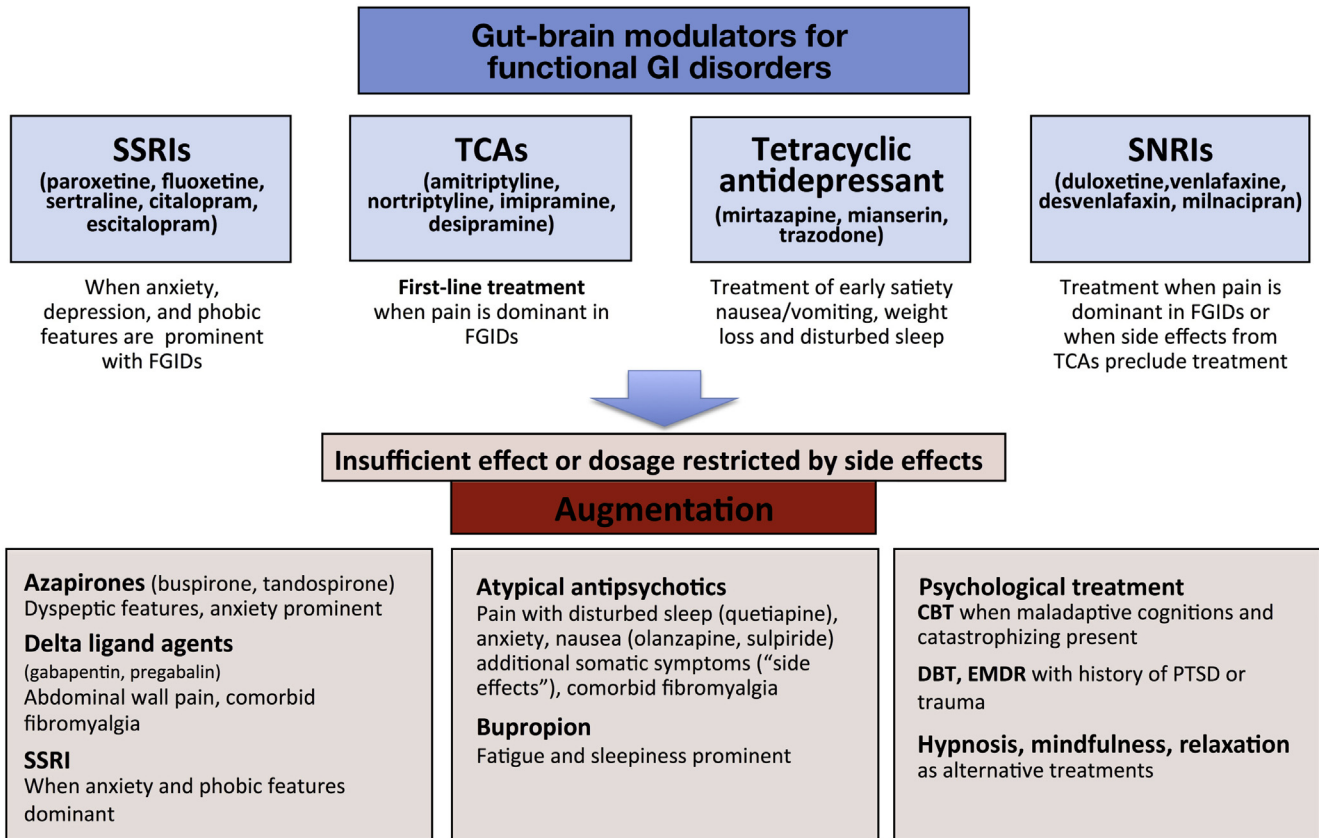 Gut-brain modulators for
functional GI disorders
SSRIs
(paroxetine, fluoxetine,
sertraline, citalopram,
escitalopram)
When anxiety,
depression, and phobic
features are prominent
with FGIDs
TCAs
(amitriptyline,
nortriptyline, imipramine,
desipramine)
First-line treatment
when pain is dominant in
FGIDs
Tetracyclic
antidepressant
(mirtazapine, mianserin,
trazodone)
Treatment of early satiety
nausea/vomiting, weight
loss and disturbed sleep
SNRIs
(duloxetine,venlafaxine,
desvenlafaxin, milnacipran)
Treatment when pain is
dominant in FGIDs or
when side effects from
TCAs preclude treatment
Insufficient effect or dosage restricted by side effects
Augmentation
Azapirones (buspirone, tandospirone)
Dyspeptic features, anxiety prominent
Delta ligand agents
(gabapentin, pregabalin)
Abdominal wall pain, comorbid
fibromyalgia
SSRI
When anxiety and phobic features
dominant
Atypical antipsychotics
Pain with disturbed sleep (quetiapine),
anxiety, nausea (olanzapine, sulpiride)
additional somatic symptoms (“side
effects”), comorbid fibromyalgia
Bupropion
Fatigue and sleepiness prominent
Psychological treatment
CBT when maladaptive cognitions and
catastrophizing present
DBT, EMDR with history of PTSD or
trauma
Hypnosis, mindfulness, relaxation
as alternative treatments